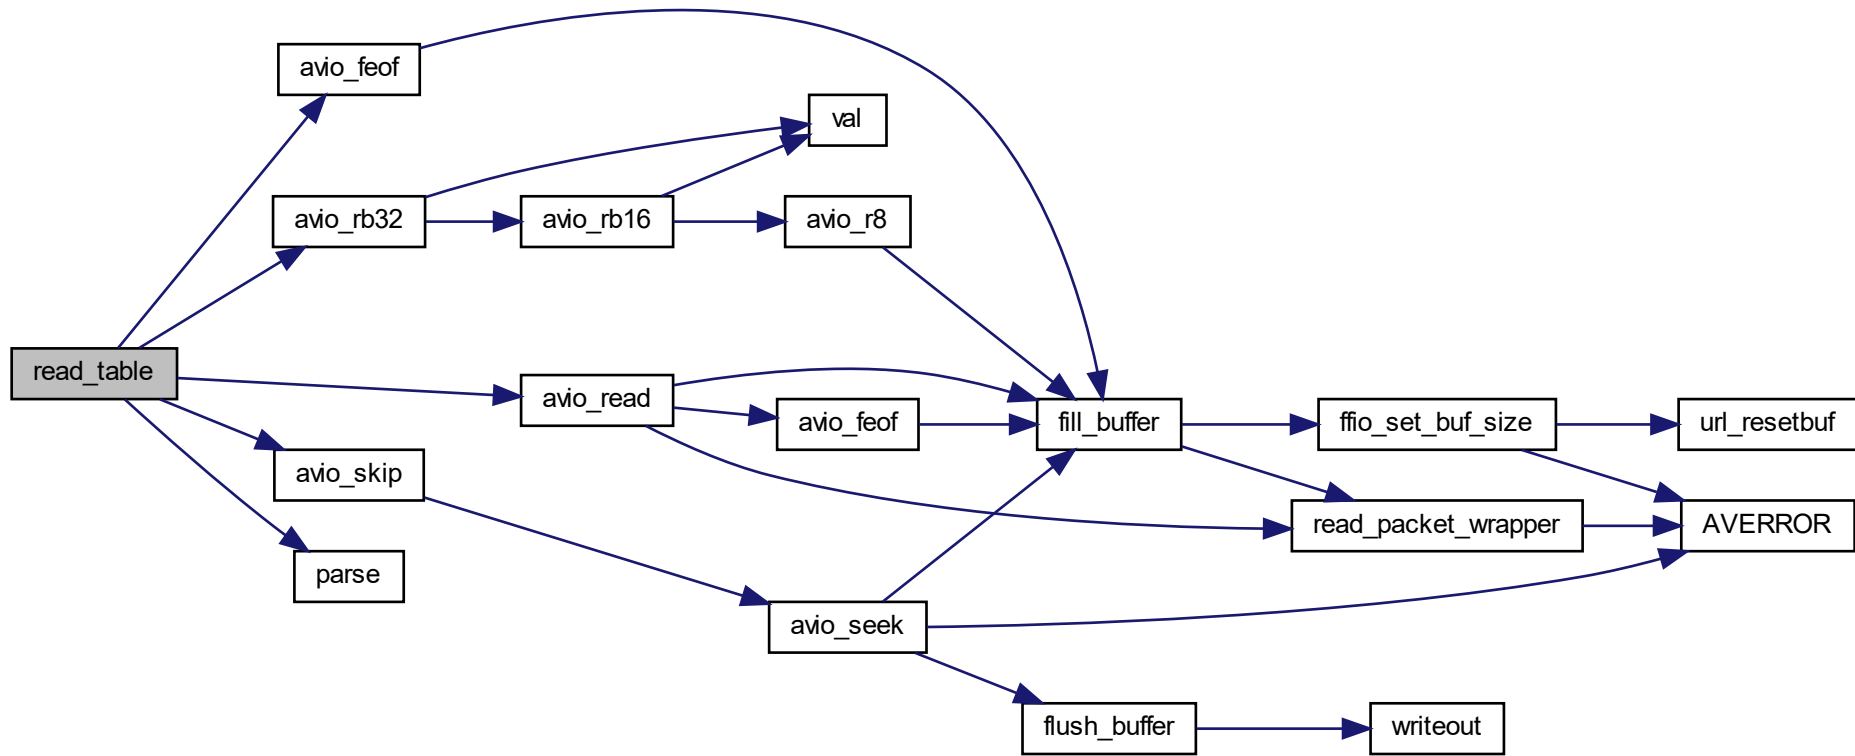 avio_feof
val
avio_rb32
avio_rb16
avio_r8
read_table
avio_read
avio_feof
fill_buffer
ffio_set_buf_size
url_resetbuf
avio_skip
read_packet_wrapper
AVERROR
parse
avio_seek
flush_buffer
writeout